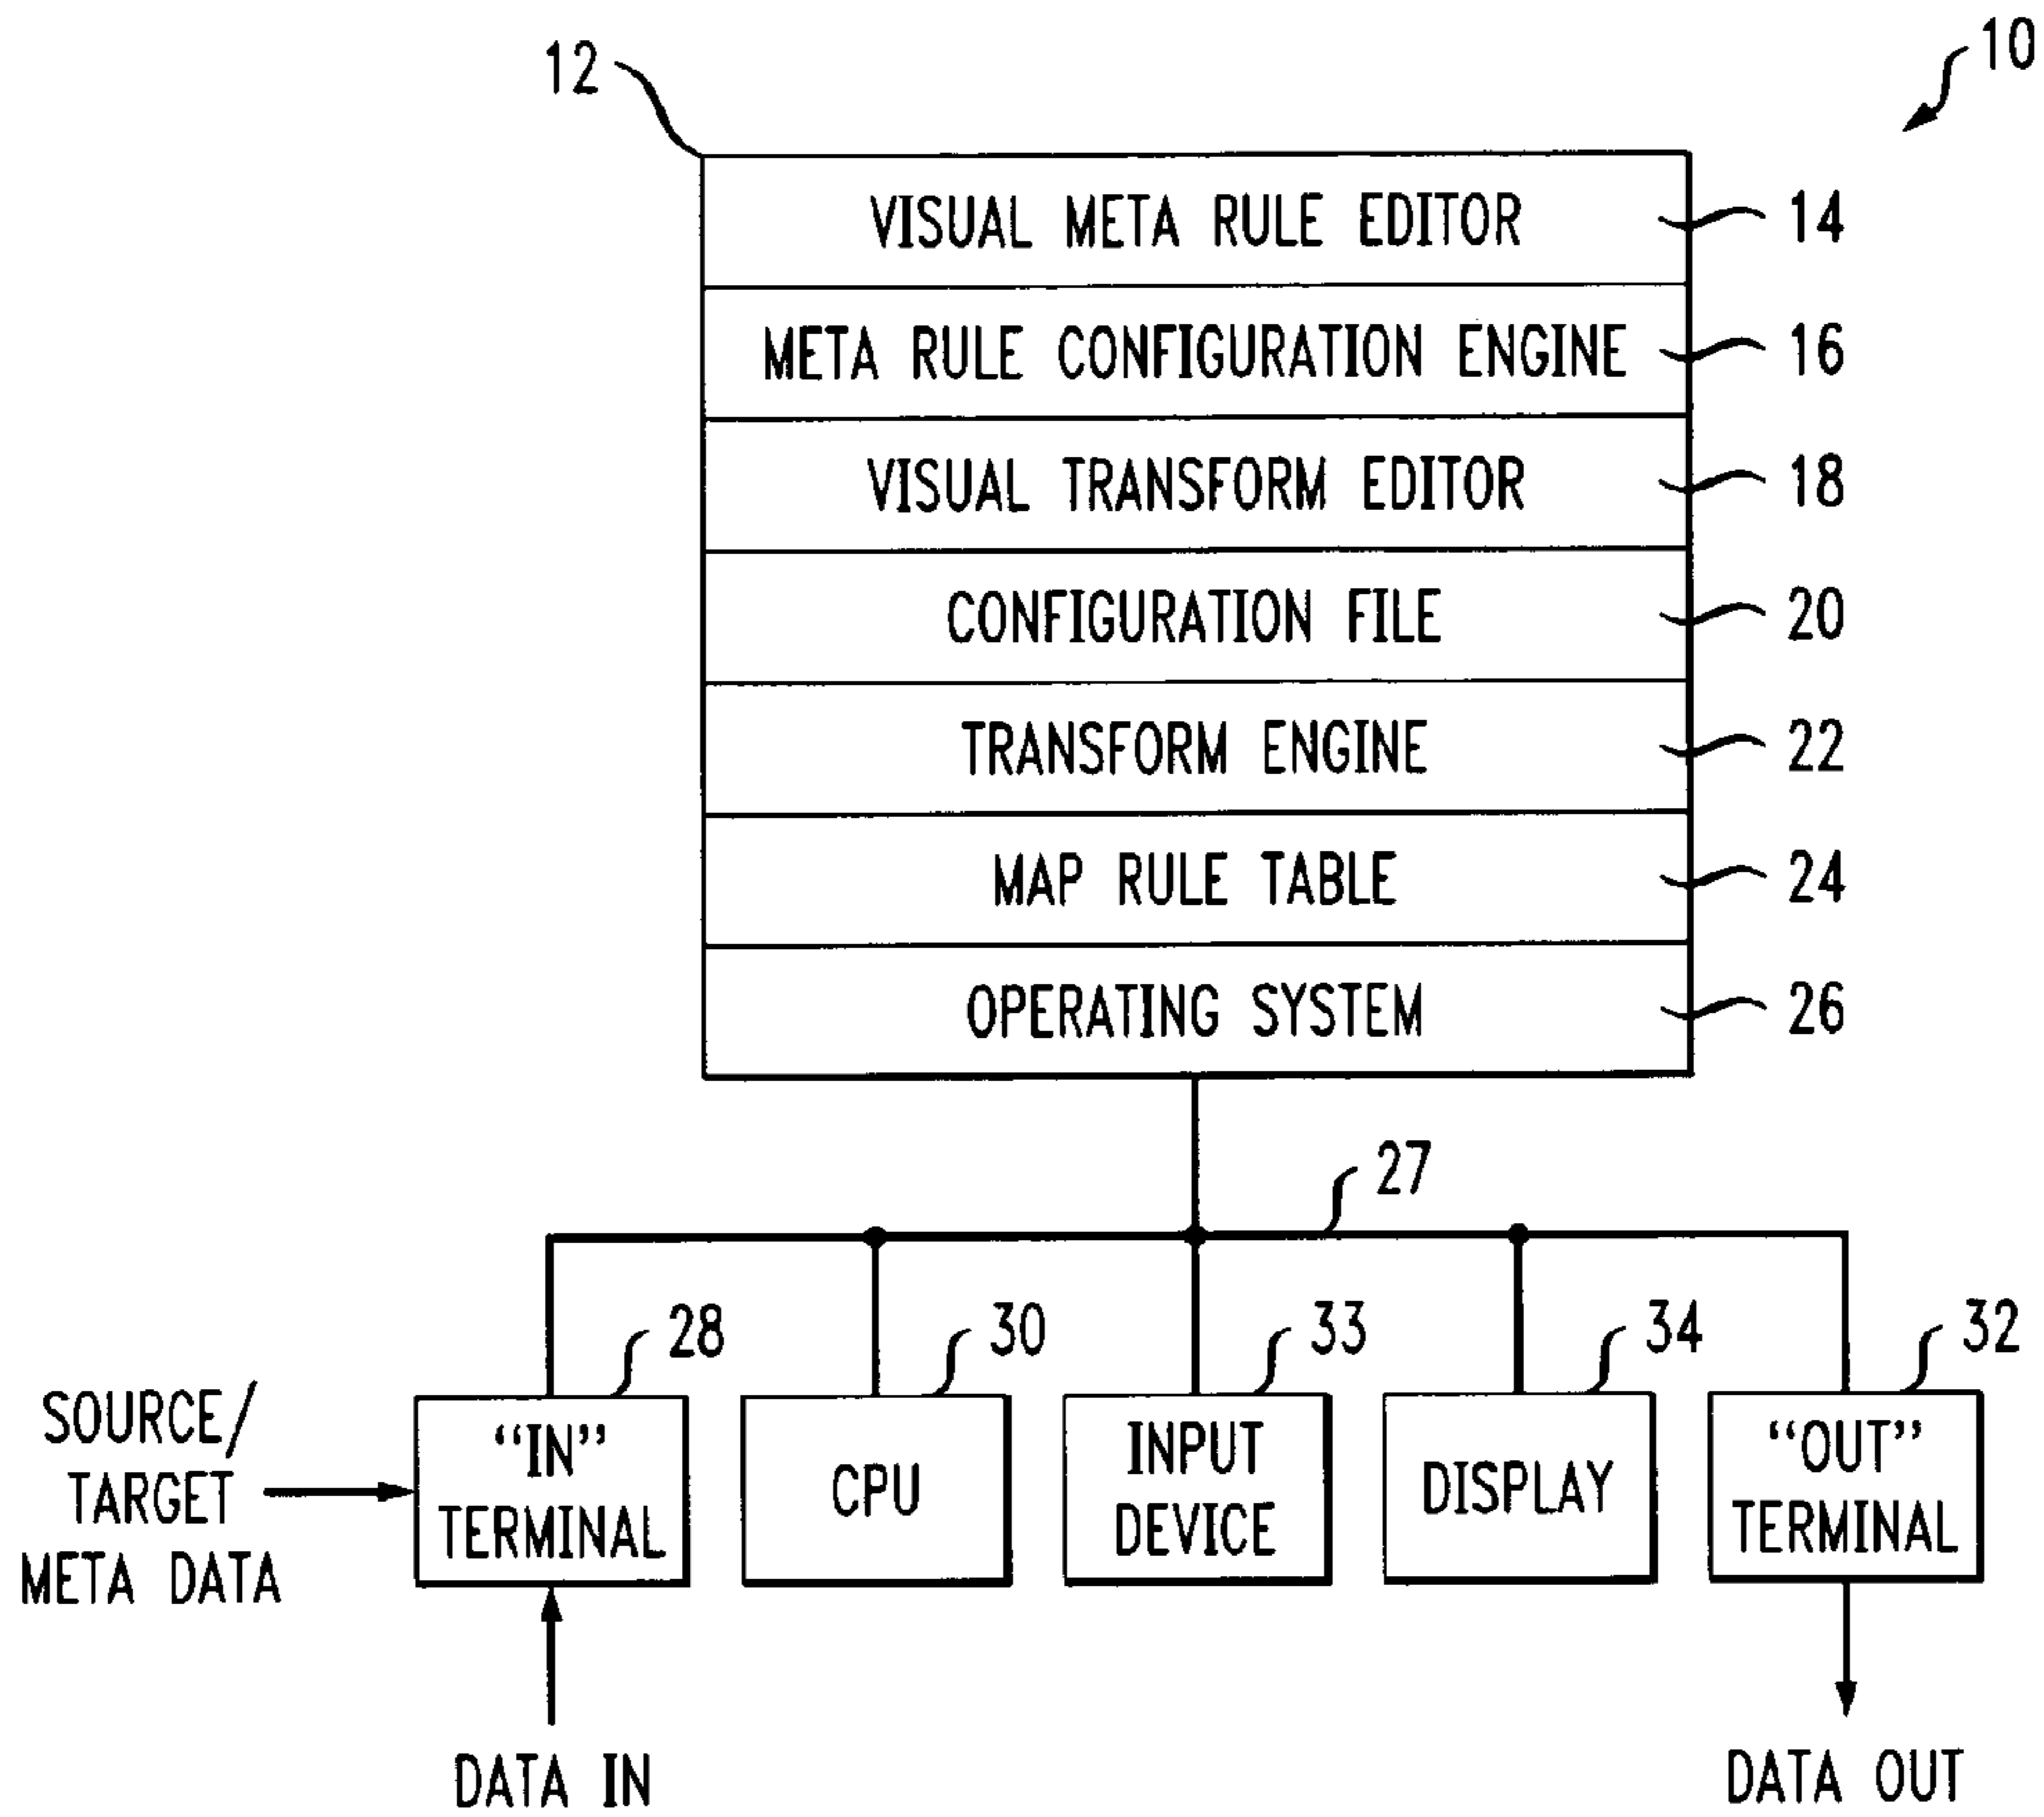 12
10
VISUAL META RULE EDITOR
14
META RULE CONFIGURATION ENGINE
16
VISUAL TRANSFORM EDITOR
18
CONFIGURATION FILE
20
TRANSFORM ENGINE
22
MAP RULE TABLE
24
OPERATING SYSTEM
26
27
28
30
33
34
32
SOURCE/
TARGET
META DATA
“IN”
TERMINAL
CPU
INPUT
DEVICE
DISPLAY
“OUT”
TERMINAL
DATA IN
DATA OUT